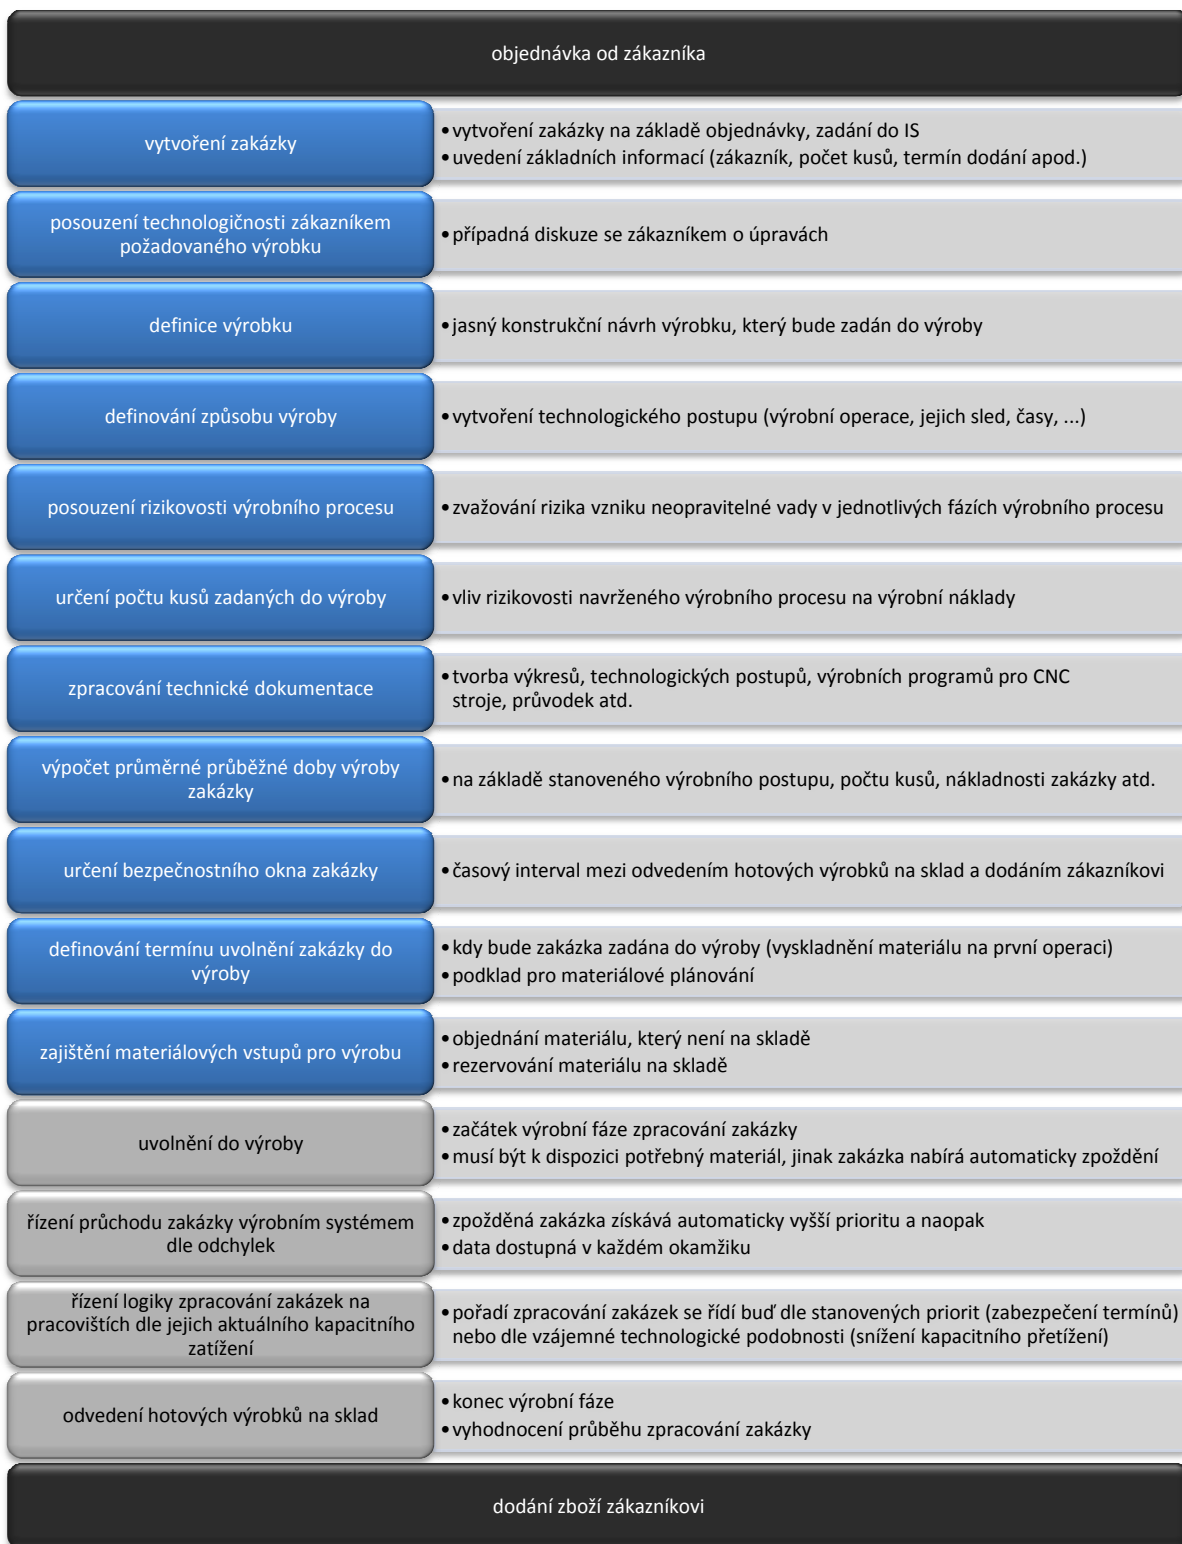 objednávka od zákazníka
vytvoření zakázky
•vytvoření zakázky na základě objednávky, zadání do IS
•uvedení základních informací (zákazník, počet kusů, termín dodání apod.)
posouzení technologičnosti zákazníkem
požadovaného výrobku
•případná diskuze se zákazníkem o úpravách
definice výrobku
•jasný konstrukční návrh výrobku, který bude zadán do výroby
definování způsobu výroby
•vytvoření technologického postupu (výrobní operace, jejich sled, časy, ...)
posouzení rizikovosti výrobního procesu
•zvažování rizika vzniku neopravitelné vady v jednotlivých fázích výrobního procesu
určení počtu kusů zadaných do výroby
•vliv rizikovosti navrženého výrobního procesu na výrobní náklady
zpracování technické dokumentace
•tvorba výkresů, technologických postupů, výrobních programů pro CNC
stroje, průvodek atd.
výpočet průměrné průběžné doby výroby
zakázky
•na základě stanoveného výrobního postupu, počtu kusů, nákladnosti zakázky atd.
určení bezpečnostního okna zakázky
•časový interval mezi odvedením hotových výrobků na sklad a dodáním zákazníkovi
definování termínu uvolnění zakázky do
výroby
•kdy bude zakázka zadána do výroby (vyskladnění materiálu na první operaci)
•podklad pro materiálové plánování
zajištění materiálových vstupů pro výrobu
•objednání materiálu, který není na skladě
•rezervování materiálu na skladě
uvolnění do výroby
•začátek výrobní fáze zpracování zakázky
•musí být k dispozici potřebný materiál, jinak zakázka nabírá automaticky zpoždění
řízení průchodu zakázky výrobním systémem
dle odchylek
•zpožděná zakázka získává automaticky vyšší prioritu a naopak
•data dostupná v každém okamžiku
řízení logiky zpracování zakázek na
pracovištích dle jejich aktuálního kapacitního
zatížení
•pořadí zpracování zakázek se řídí buď dle stanovených priorit (zabezpečení termínů)
nebo dle vzájemné technologické podobnosti (snížení kapacitního přetížení)
odvedení hotových výrobků na sklad
•konec výrobní fáze
•vyhodnocení průběhu zpracování zakázky
dodání zboží zákazníkovi